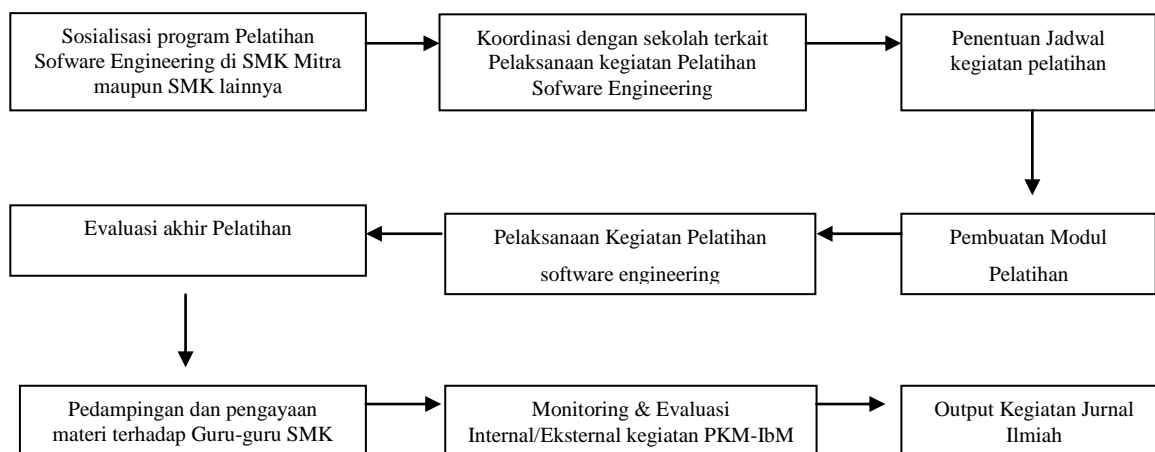 Sosialisasi program Pelatihan
Sofware Engineering di SMK Mitra
maupun SMK lainnya
Koordinasi dengan sekolah terkait
Pelaksanaan kegiatan Pelatihan
Sofware Engineering
Penentuan Jadwal
kegiatan pelatihan
Pembuatan Modul
Pelatihan
Pelaksanaan Kegiatan Pelatihan
software engineering
Evaluasi akhir Pelatihan
Pedampingan dan pengayaan
materi terhadap Guru-guru SMK
Monitoring & Evaluasi
Internal/Eksternal kegiatan PKM-IbM
Output Kegiatan Jurnal
Ilmiah